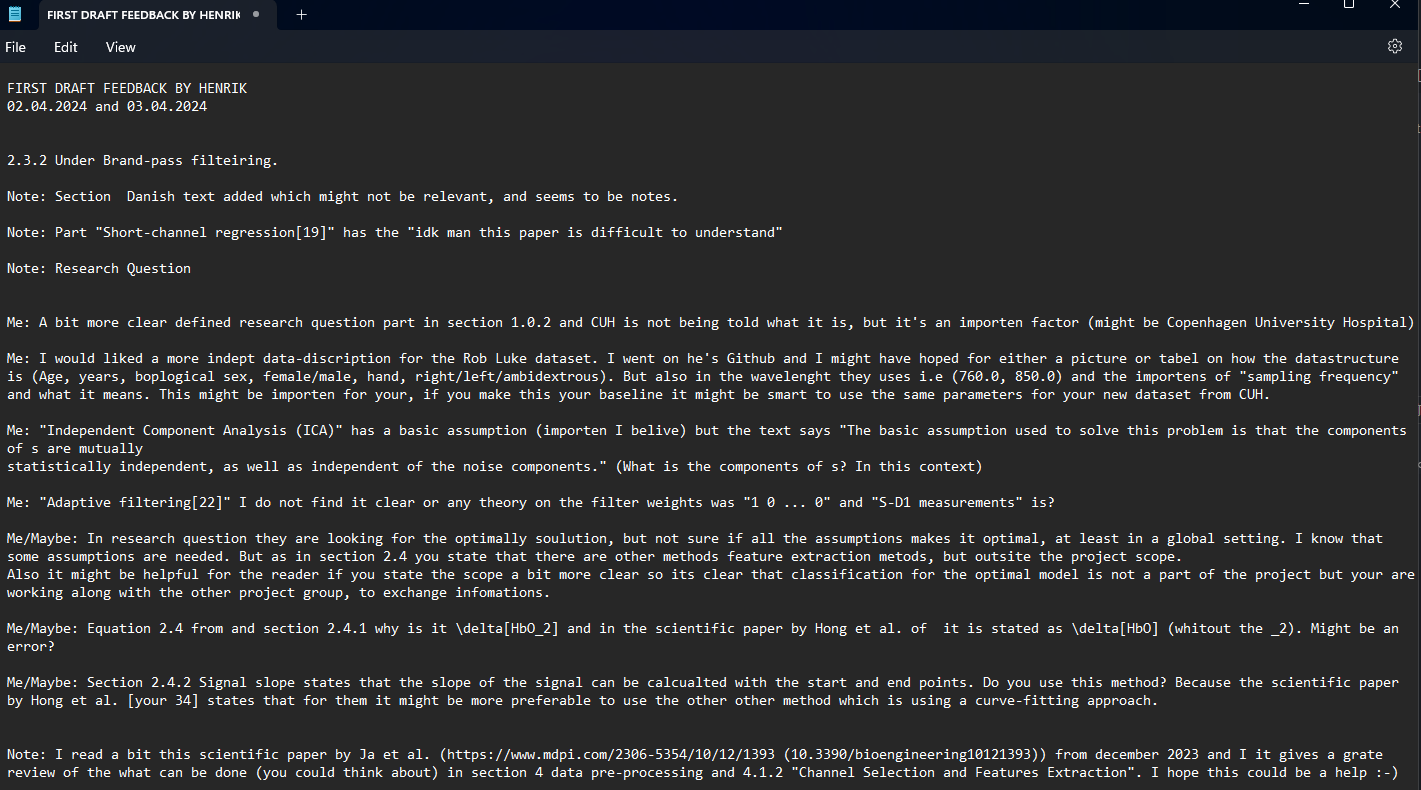 FIRST DRAFT FEEDBACK BY HENRIK
File
Edit
View
FIRST DRAFT FEEDBACK BY HENRIK
02.04.2024 and 03.04.2024
2.3.2 Under Brand-pass filteiring.
Note: Section  Danish text added which might not be relevant, and seems to be notes.
Note: Part "Short-channel regression[19]" has the "idk man this paper is difficult to understand"
Note: Research Question
Me: A bit more clear defined research question part in section 1.0.2 and CUH is not being told what it is, but it's an importen factor (might be Copenhagen University Hospital)
Me: I would liked a more indept data-discription for the Rob Luke dataset. I went on he's Github and I might have hoped for either a picture or tabel on how the datastructure
is (Age, years, boplogical sex, female/male, hand, right/left/ambidextrous). But also in the wavelenght they uses i.e (760.0, 850.0) and the importens of "sampling frequency"
and what it means. This might be importen for your, if you make this your baseline it might be smart to use the same parameters for your new dataset from CUH.
Me: "Independent Component Analysis (ICA)" has a basic assumption (importen I belive) but the text says "The basic assumption used to solve this problem is that the components
of s are mutually
statistically independent, as well as independent of the noise components." (What is the components of s? In this context)
Me: "Adaptive filtering[22]" I do not find it clear or any theory on the filter weights was "1 0 ... 0" and "S-D1 measurements" is?
Me/Maybe: In research question they are looking for the optimally soulution, but not sure if all the assumptions makes it optimal, at least in a global setting. I know that
some assumptions are needed. But as in section 2.4 you state that there are other methods feature extraction metods, but outsite the project scope.
Also it might be helpful for the reader if you state the scope a bit more clear so its clear that classification for the optimal model is not a part of the project but your are
working along with the other project group, to exchange infomations.
Me/Maybe: Equation 2.4 from and section 2.4.1 why is it \delta[HbO_2] and in the scientific paper by Hong et al. of  it is stated as \delta[HbO] (whitout the _2). Might be an
error?
Me/Maybe: Section 2.4.2 Signal slope states that the slope of the signal can be calcualted with the start and end points. Do you use this method? Because the scientific paper
by Hong et al. [your 34] states that for them it might be more preferable to use the other other method which is using a curve-fitting approach.
Note: I read a bit this scientific paper by Ja et al. (https://www.mdpi.com/2306-5354/10/12/1393 (10.3390/bioengineering10121393)) from december 2023 and I it gives a grate
review of the what can be done (you could think about) in section 4 data pre-processing and 4.1.2 "Channel Selection and Features Extraction". I hope this could be a help :-)